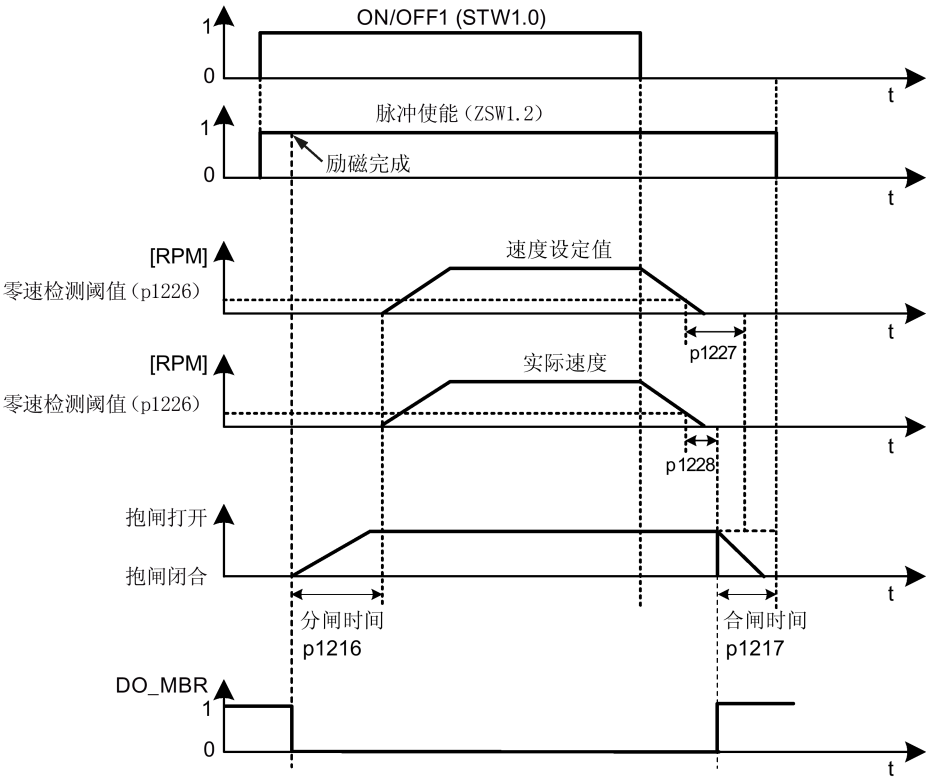 ON/OFF1 (STW1.0)
1
0
t
脉冲使能（ZSW1.2）
1
励磁完成
0
t
[RPM]
速度设定值
零速检测阈值（p1226）
t
p1227
[RPM]
实际速度
零速检测阈值（p1226）
t
p1228
抱闸打开
抱闸闭合
t
分闸时间
p1216
合闸时间
p1217
DO_MBR
1
0
t